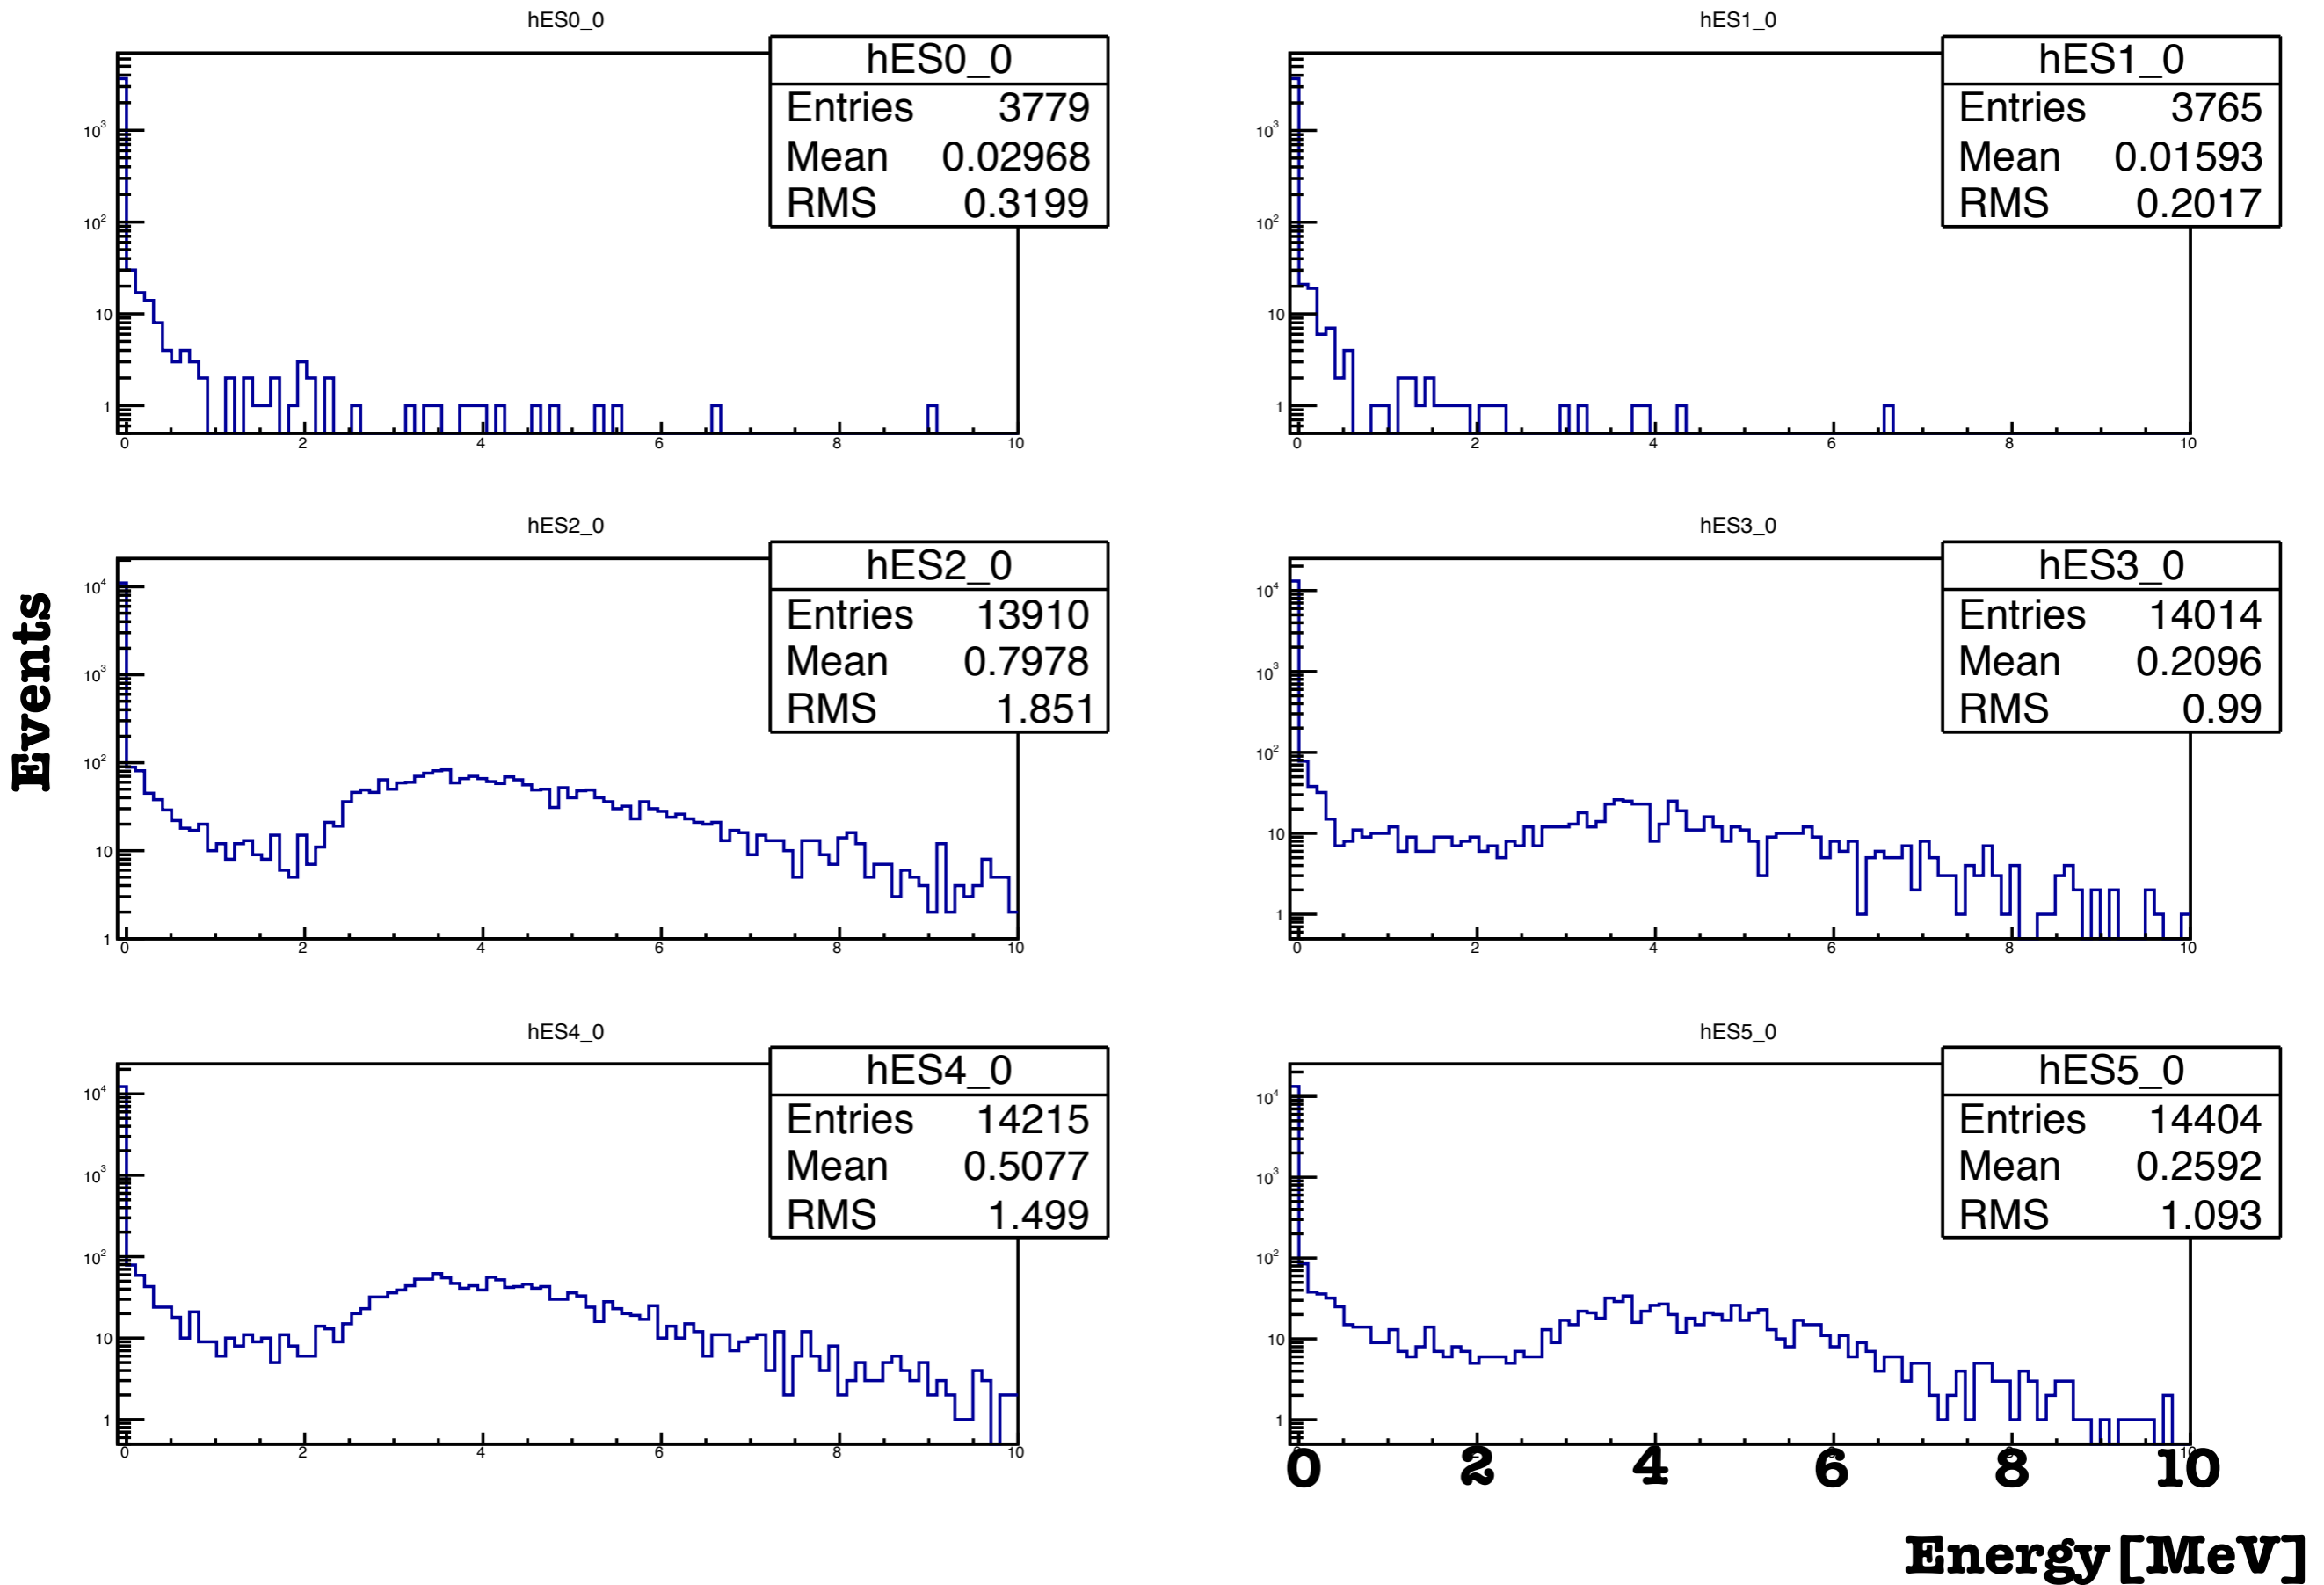 hES0_0
hES0_0
Entries 3779
Mean 0.02968
RMS 0.3199
10³
10²
10
1
0 2 4 6 8 10
hES1_0
hES1_0
Entries 3765
Mean 0.01593
RMS 0.2017
10³
10²
10
1
0 2 4 6 8 10
Events
hES2_0
hES2_0
Entries 13910
Mean 0.7978
RMS 1.851
10⁴
10³
10²
10
1
0 2 4 6 8 10
hES3_0
hES3_0
Entries 14014
Mean 0.2096
RMS 0.99
10⁴
10³
10²
10
1
0 2 4 6 8 10
hES4_0
hES4_0
Entries 14215
Mean 0.5077
RMS 1.499
10⁴
10³
10²
10
1
0 2 4 6 8 10
hES5_0
hES5_0
Entries 14404
Mean 0.2592
RMS 1.093
10⁴
10³
10²
10
1
0 2 4 6 8 10
Energy[MeV]